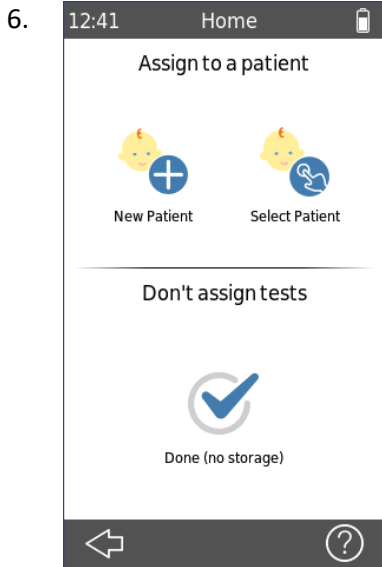 6.
12:41 Home
Assign to a patient
New Patient Select Patient
Don't assign tests
Done (no storage)
?